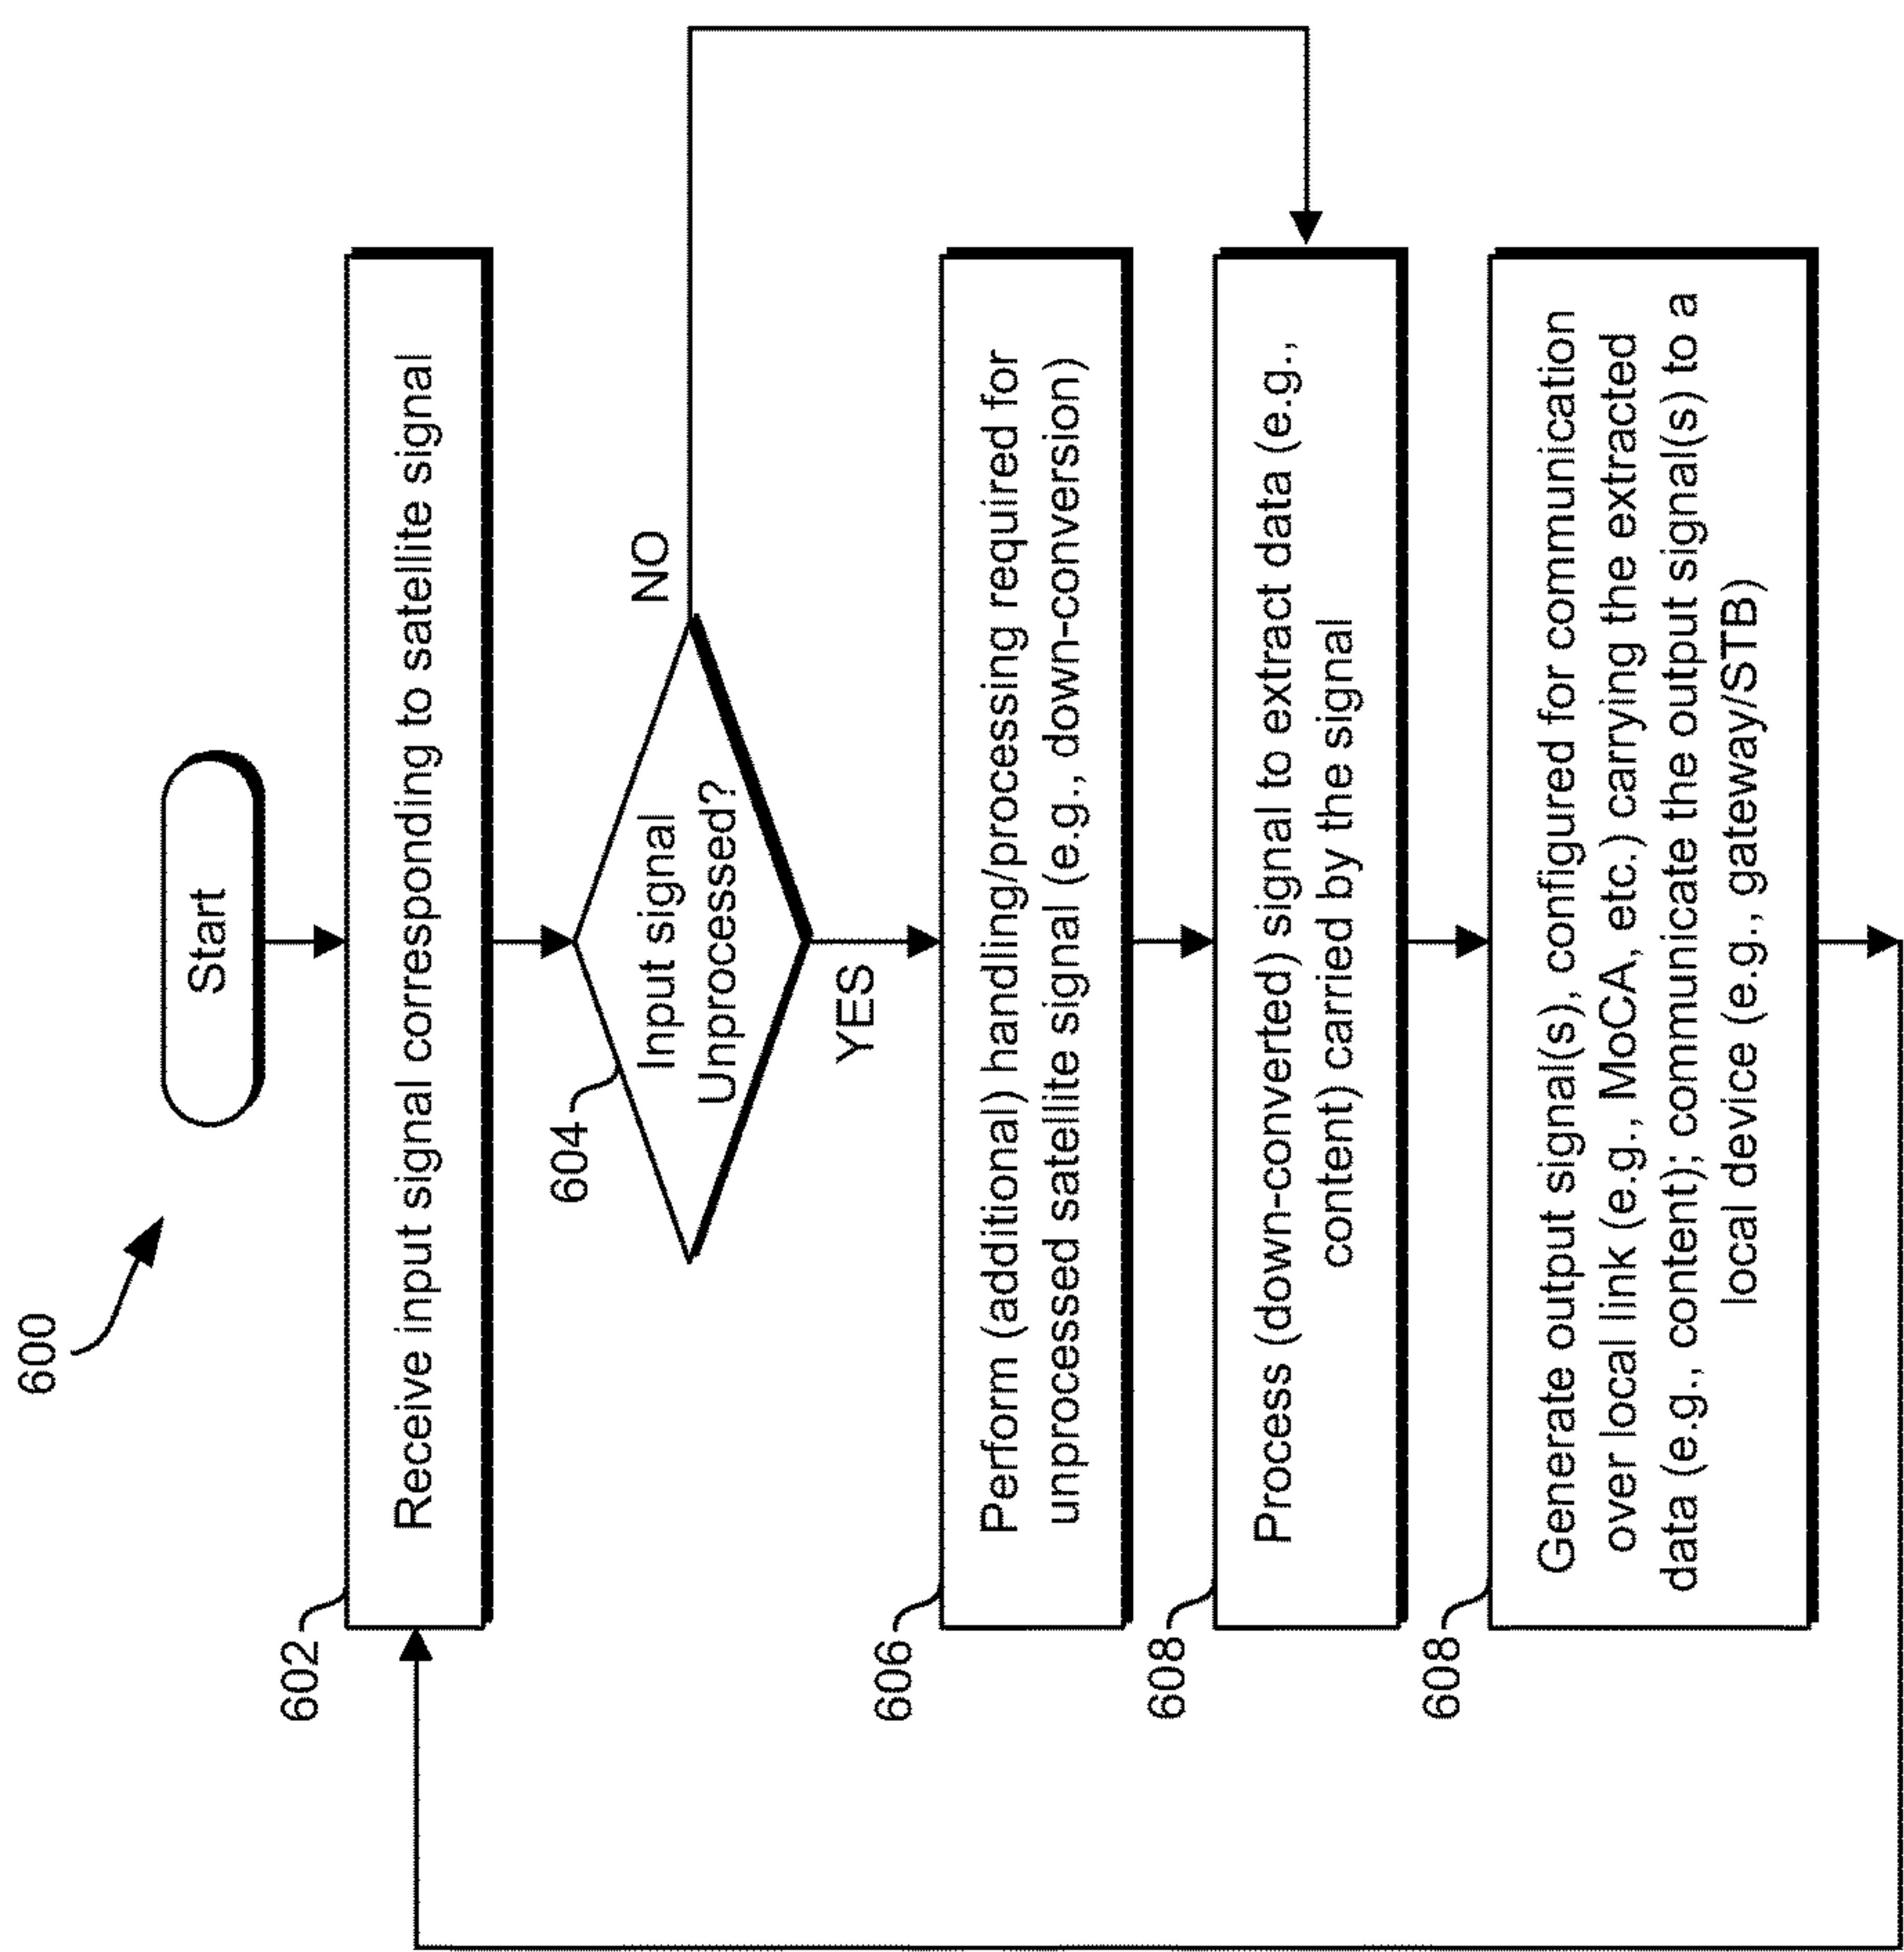 600
Start
602
Receive input signal corresponding to satellite signal
604
Input signal
Unprocessed?
NO
YES
606
Perform (additional) handling/processing required for
unprocessed satellite signal (e.g., down-conversion)
608
Process (down-converted) signal to extract data (e.g.,
content) carried by the signal
608
Generate output signal(s), configured for communication
over local link (e.g., MoCA, etc.) carrying the extracted
data (e.g., content); communicate the output signal(s) to a
local device (e.g., gateway/STB)